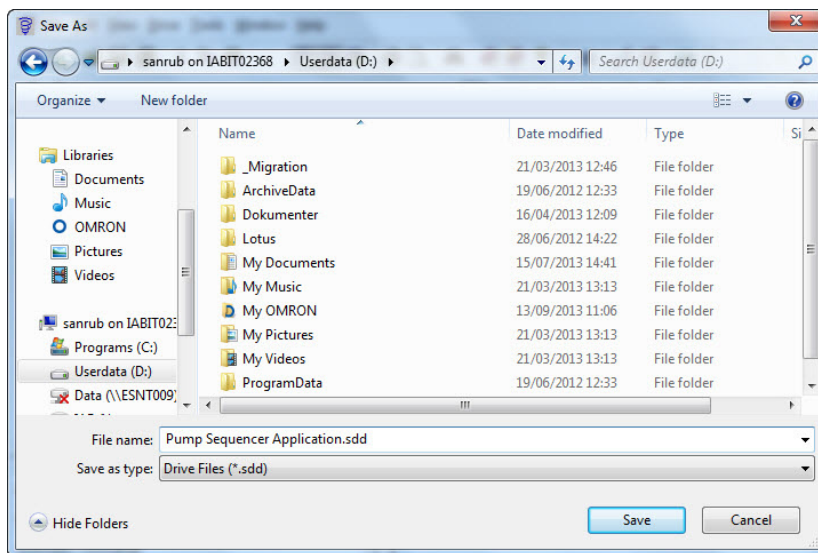 Save As
sanrub on IABIT02368 Userdata (D:)
Search Userdata (D:)
Organize New folder
Name Date modified Type Si
Libraries
Documents
Music
OMRON
Pictures
Videos
sanrub on IABIT023
Programs (C:)
Userdata (D:)
Data (\\ESNT009)
_Migration 21/03/2013 12:46 File folder
ArchiveData 19/06/2012 12:33 File folder
Dokumenter 16/04/2013 12:09 File folder
Lotus 28/06/2012 14:22 File folder
My Documents 15/07/2013 14:41 File folder
My Music 21/03/2013 13:13 File folder
My OMRON 13/09/2013 11:06 File folder
My Pictures 21/03/2013 13:13 File folder
My Videos 21/03/2013 13:13 File folder
ProgramData 19/06/2012 12:33 File folder
File name: Pump Sequencer Application.sdd
Save as type: Drive Files (*.sdd)
Hide Folders
Save Cancel